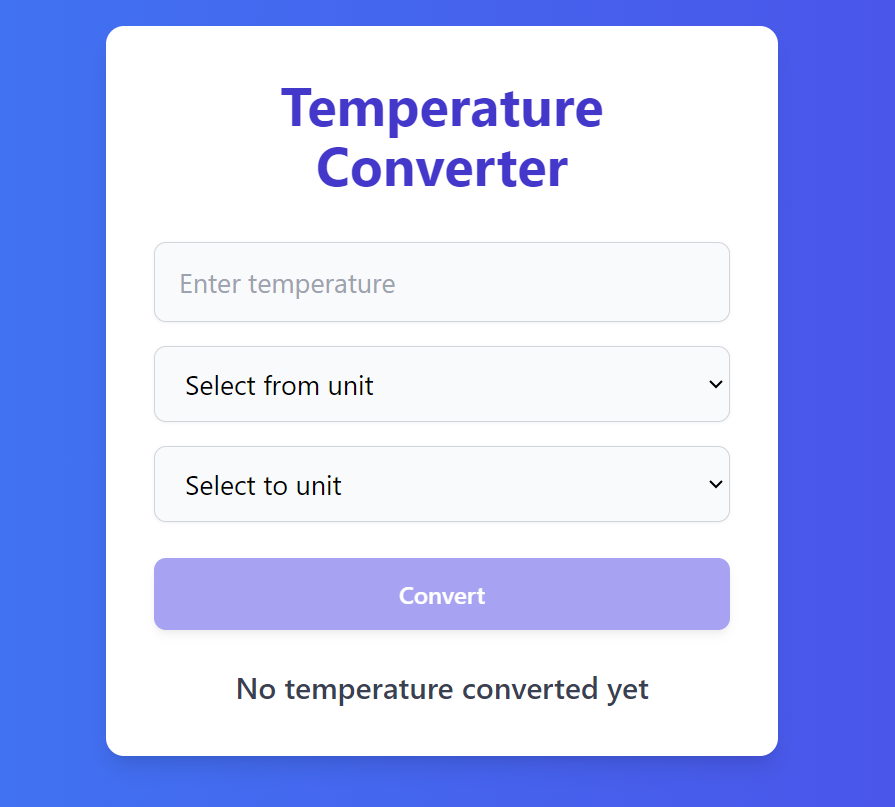 Temperature
Converter
Enter temperature
Select from unit
Select to unit
Convert
No temperature converted yet